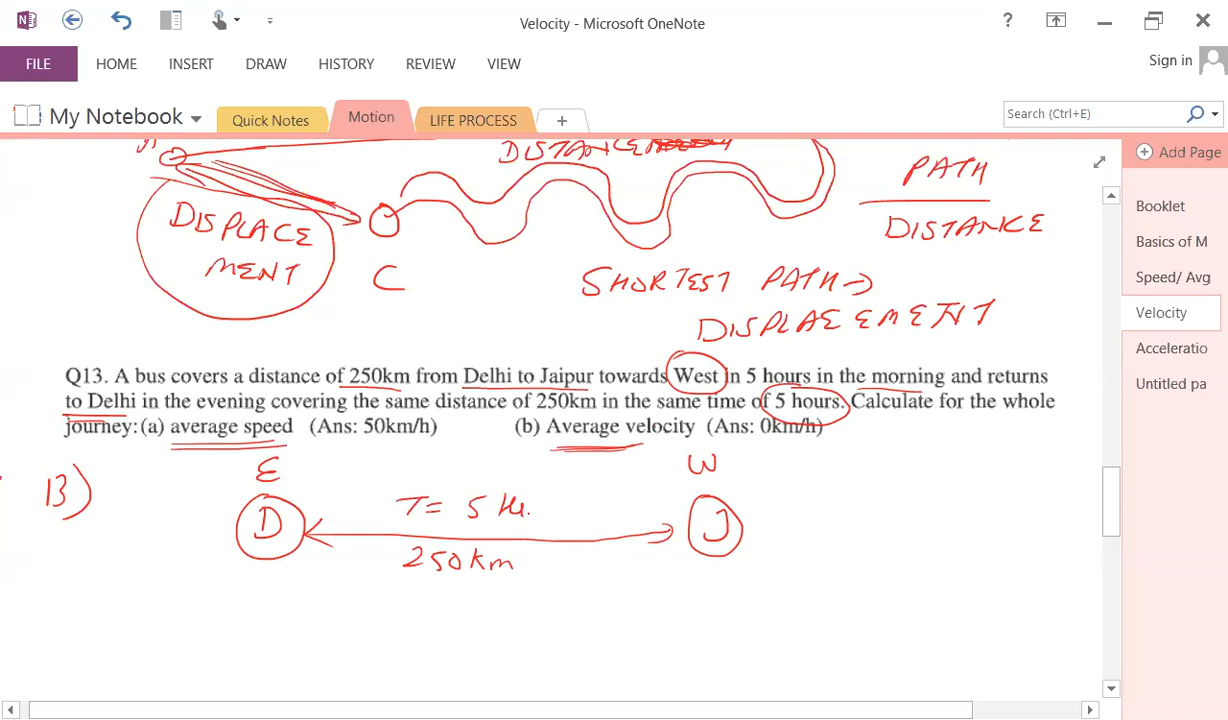 Velocity - Microsoft OneNote
?
FILE HOME INSERT DRAW HISTORY REVIEW VIEW
Sign in
My Notebook Quick Notes Motion LIFE PROCESS +
Search (Ctrl+E)
Add Page
Booklet
Basics of M
Speed/ Avg
Velocity
Acceleratio
Untitled pa
DISTANCE
PATH
DISTANCE
DISPLACE
MENT
C
SHORTEST PATH →
DISPLAEEMENT
Q13. A bus covers a distance of 250km from Delhi to Jaipur towards West in 5 hours in the morning and returns
to Delhi in the evening covering the same distance of 250km in the same time of 5 hours. Calculate for the whole
journey: (a) average speed (Ans: 50km/h) (b) Average velocity (Ans: 0km/h)
13)
E W
D T= 5 Hr. J
250km